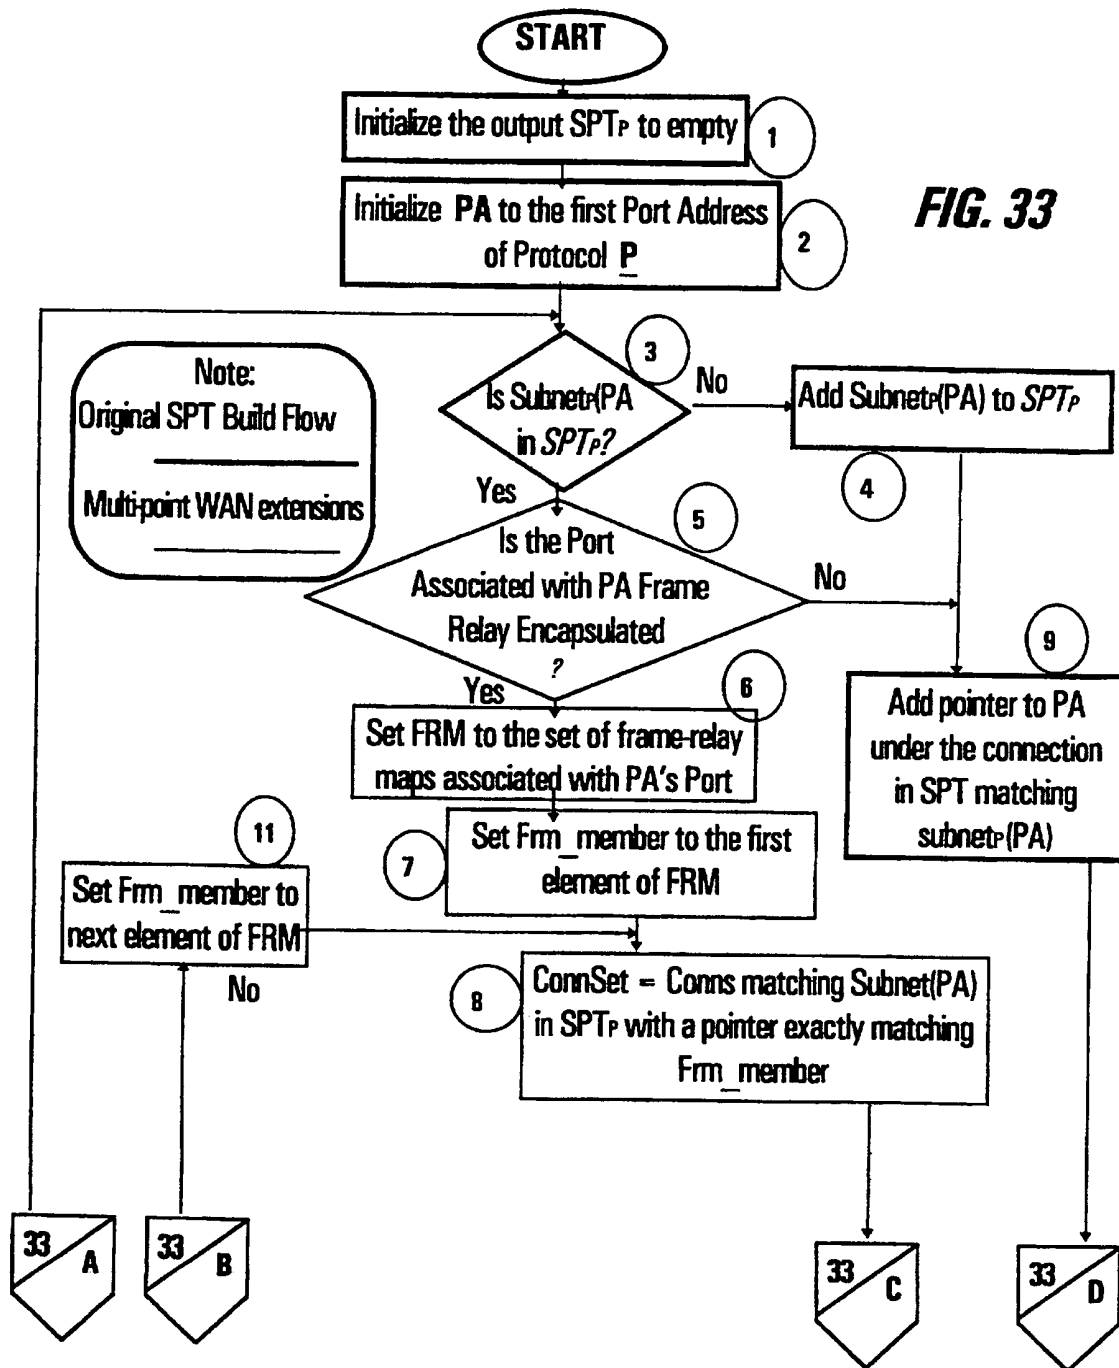 START
Initialize the output SPTP to empty
1
Initialize PA to the first Port Address
of Protocol P
2
FIG. 33
3
Is SubnetP(PA
in SPTP?
No
Add SubnetP(PA) to SPTP
4
Note:
Original SPT Build Flow
Multi-point WAN extensions
Yes
5
Is the Port
Associated with PA Frame
Relay Encapsulated
?
No
Yes
6
Set FRM to the set of frame-relay
maps associated with PA's Port
9
Add pointer to PA
under the connection
in SPT matching
subnetP(PA)
7
Set Frm_member to the first
element of FRM
11
Set Frm_member to
next element of FRM
No
8
ConnSet = Conns matching Subnet(PA)
in SPTP with a pointer exactly matching
Frm_member
33 A
33 B
33 C
33 D